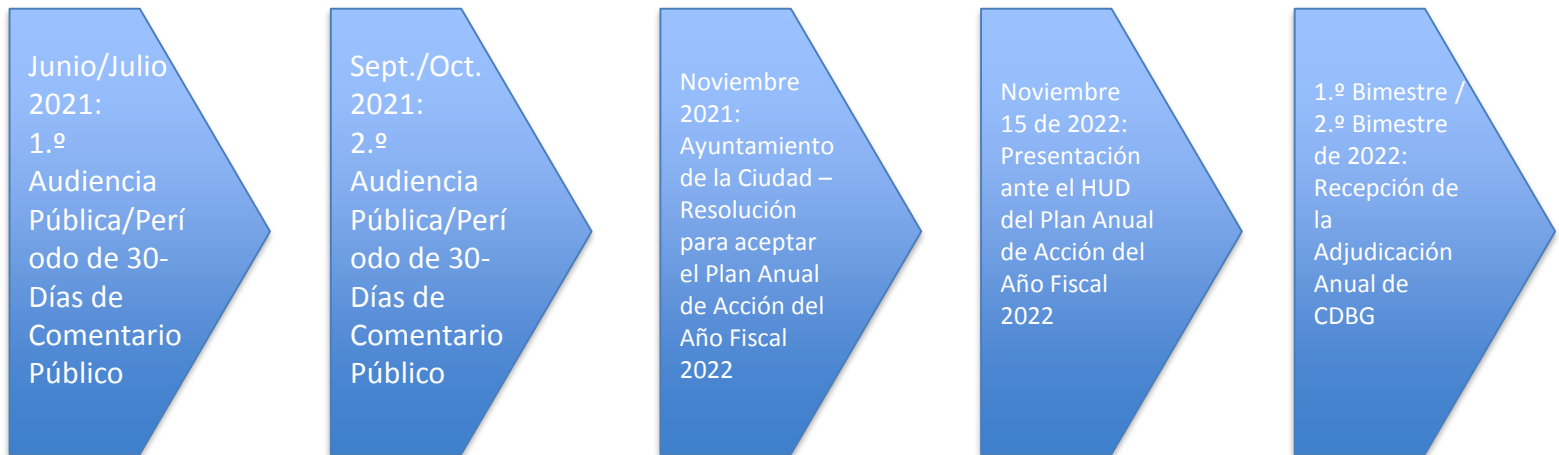 Junio/Julio
2021:
1.º
Audiencia
Pública/Perí
odo de 30-
Días de
Comentario
Público
Sept./Oct.
2021:
2.º
Audiencia
Pública/Perí
odo de 30-
Días de
Comentario
Público
Noviembre
2021:
Ayuntamiento
de la Ciudad –
Resolución
para aceptar
el Plan Anual
de Acción del
Año Fiscal
2022
Noviembre
15 de 2022:
Presentación
ante el HUD
del Plan Anual
de Acción del
Año Fiscal
2022
1.º Bimestre /
2.º Bimestre
de 2022:
Recepción de
la
Adjudicación
Anual de
CDBG